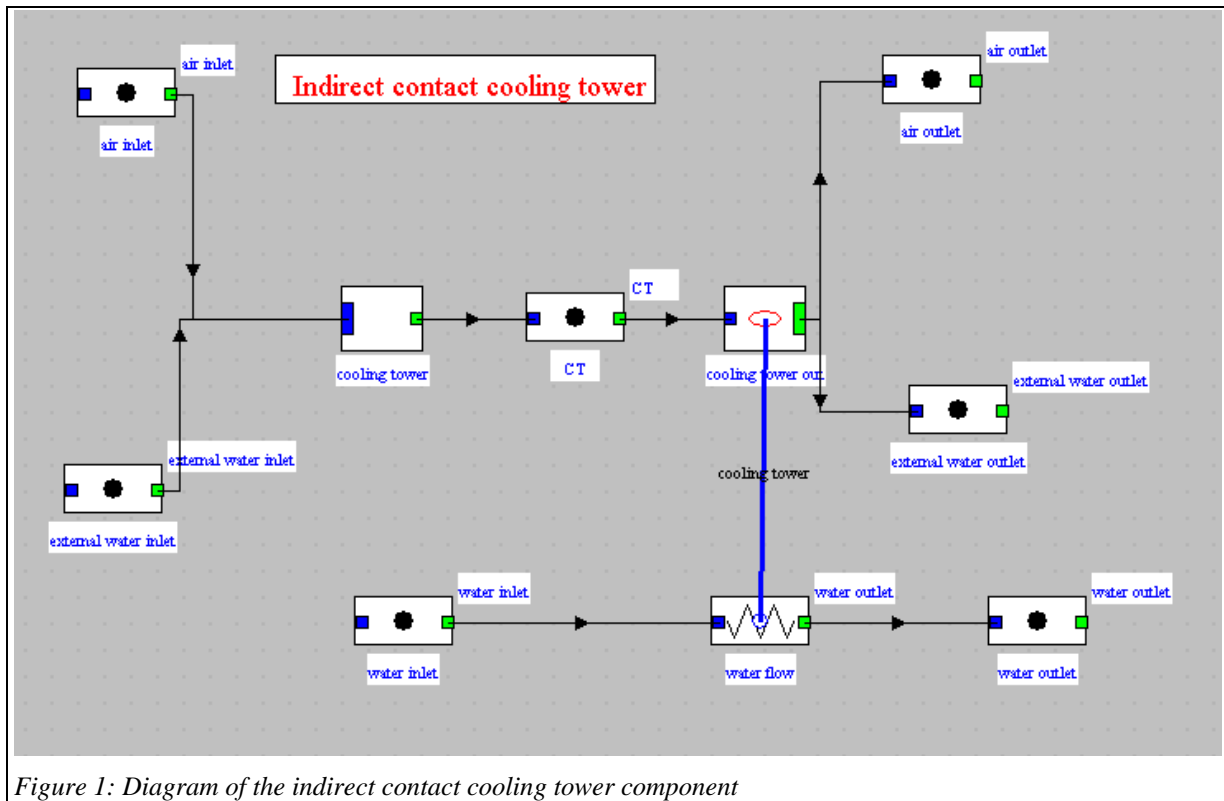 air inlet
air inlet
Indirect contact cooling tower
air outlet
air outlet
CT
cooling tower
CT
cooling tower out
external water inlet
external water inlet
external water outlet
external water outlet
cooling tower
water inlet
water inlet
water outlet
water flow
water outlet
water outlet
Figure 1: Diagram of the indirect contact cooling tower component